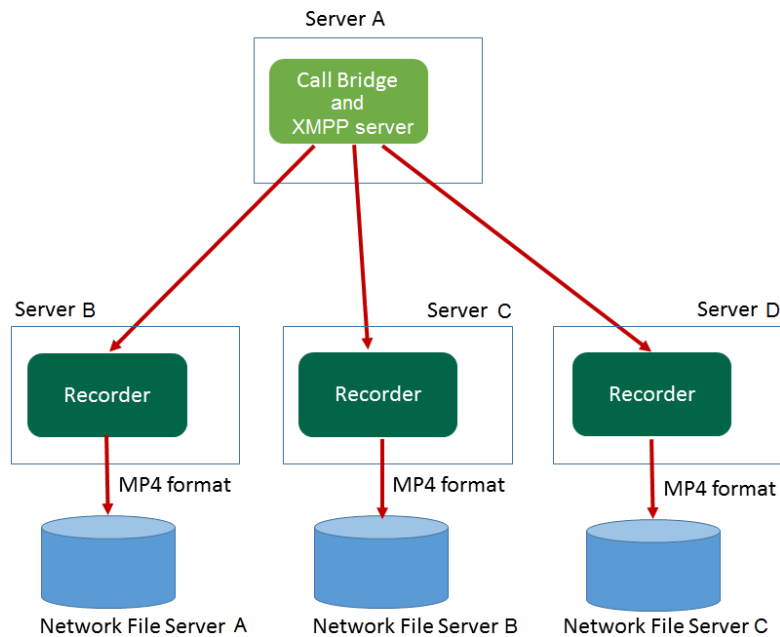 Server A
Call Bridge
and
XMPP server
Server B
Server C
Server D
Recorder
Recorder
Recorder
MP4 format
MP4 format
MP4 format
Network File Server A
Network File Server B
Network File Server C